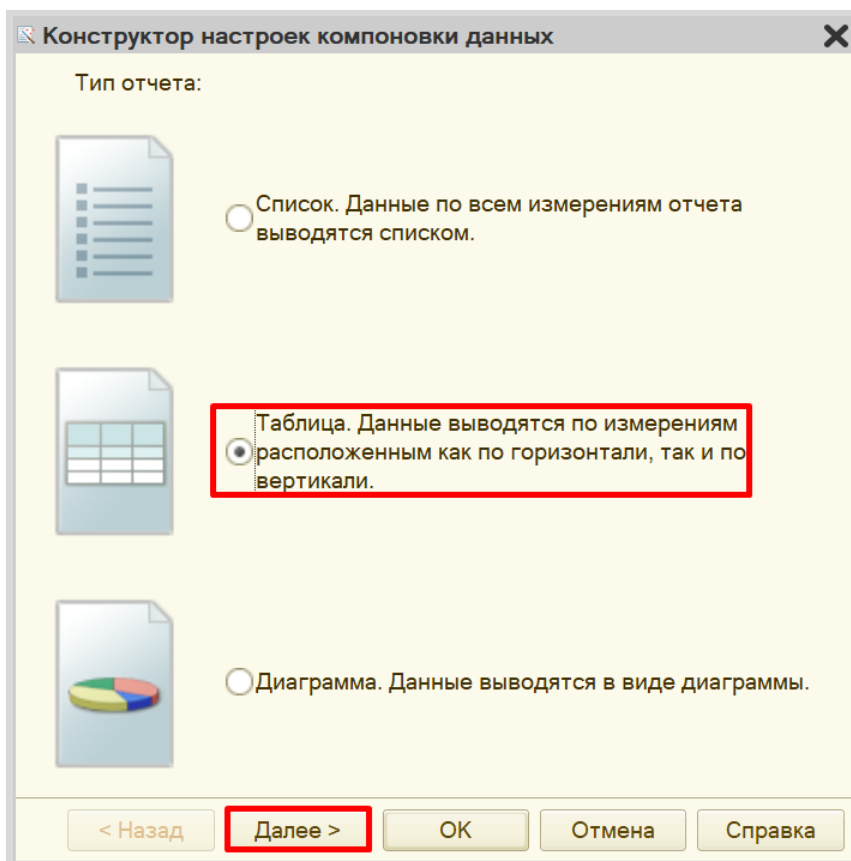 Конструктор настроек компоновки данных
Тип отчета:
Список. Данные по всем измерениям отчета
выводятся списком.
Таблица. Данные выводятся по измерениям
расположенным как по горизонтали, так и по
вертикали.
Диаграмма. Данные выводятся в виде диаграммы.
< Назад Далее > OK Отмена Справка